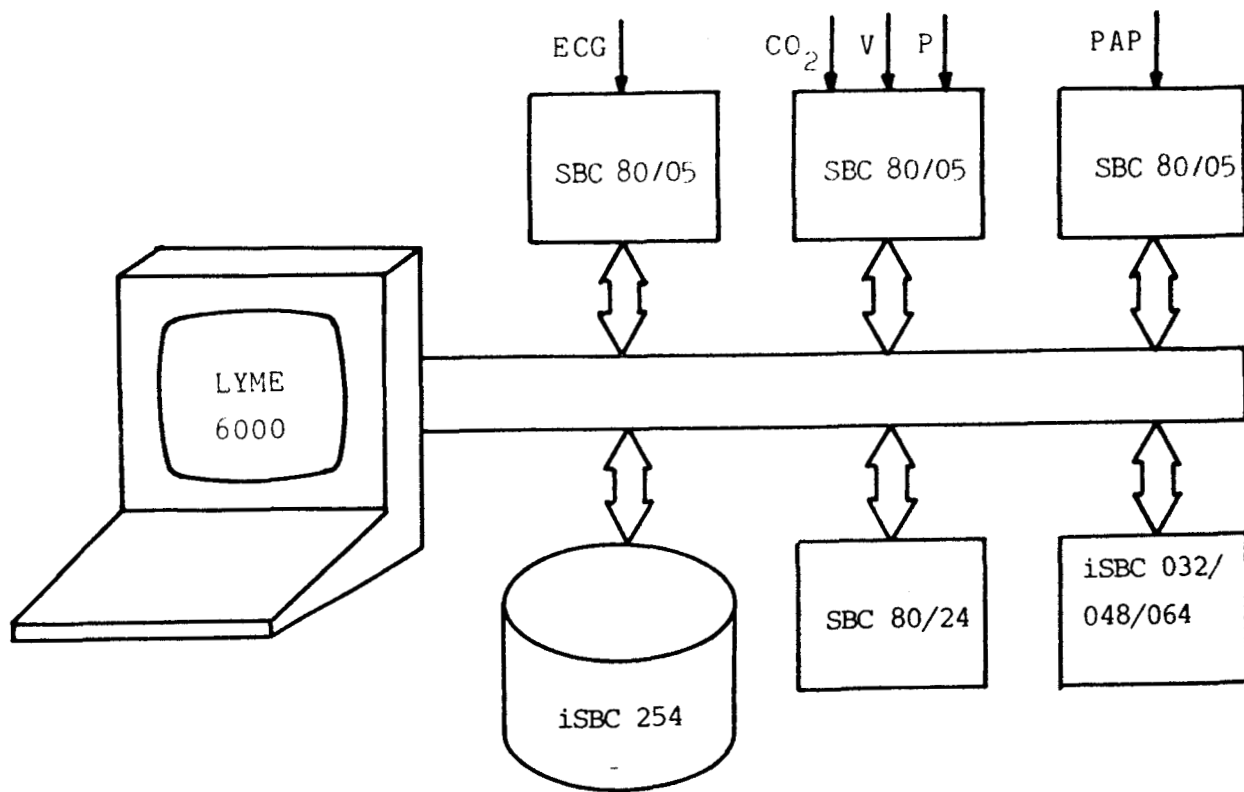 ECG
CO2 V P
PAP
SBC 80/05
SBC 80/05
SBC 80/05
LYME
6000
iSBC 254
SBC 80/24
iSBC 032/
048/064